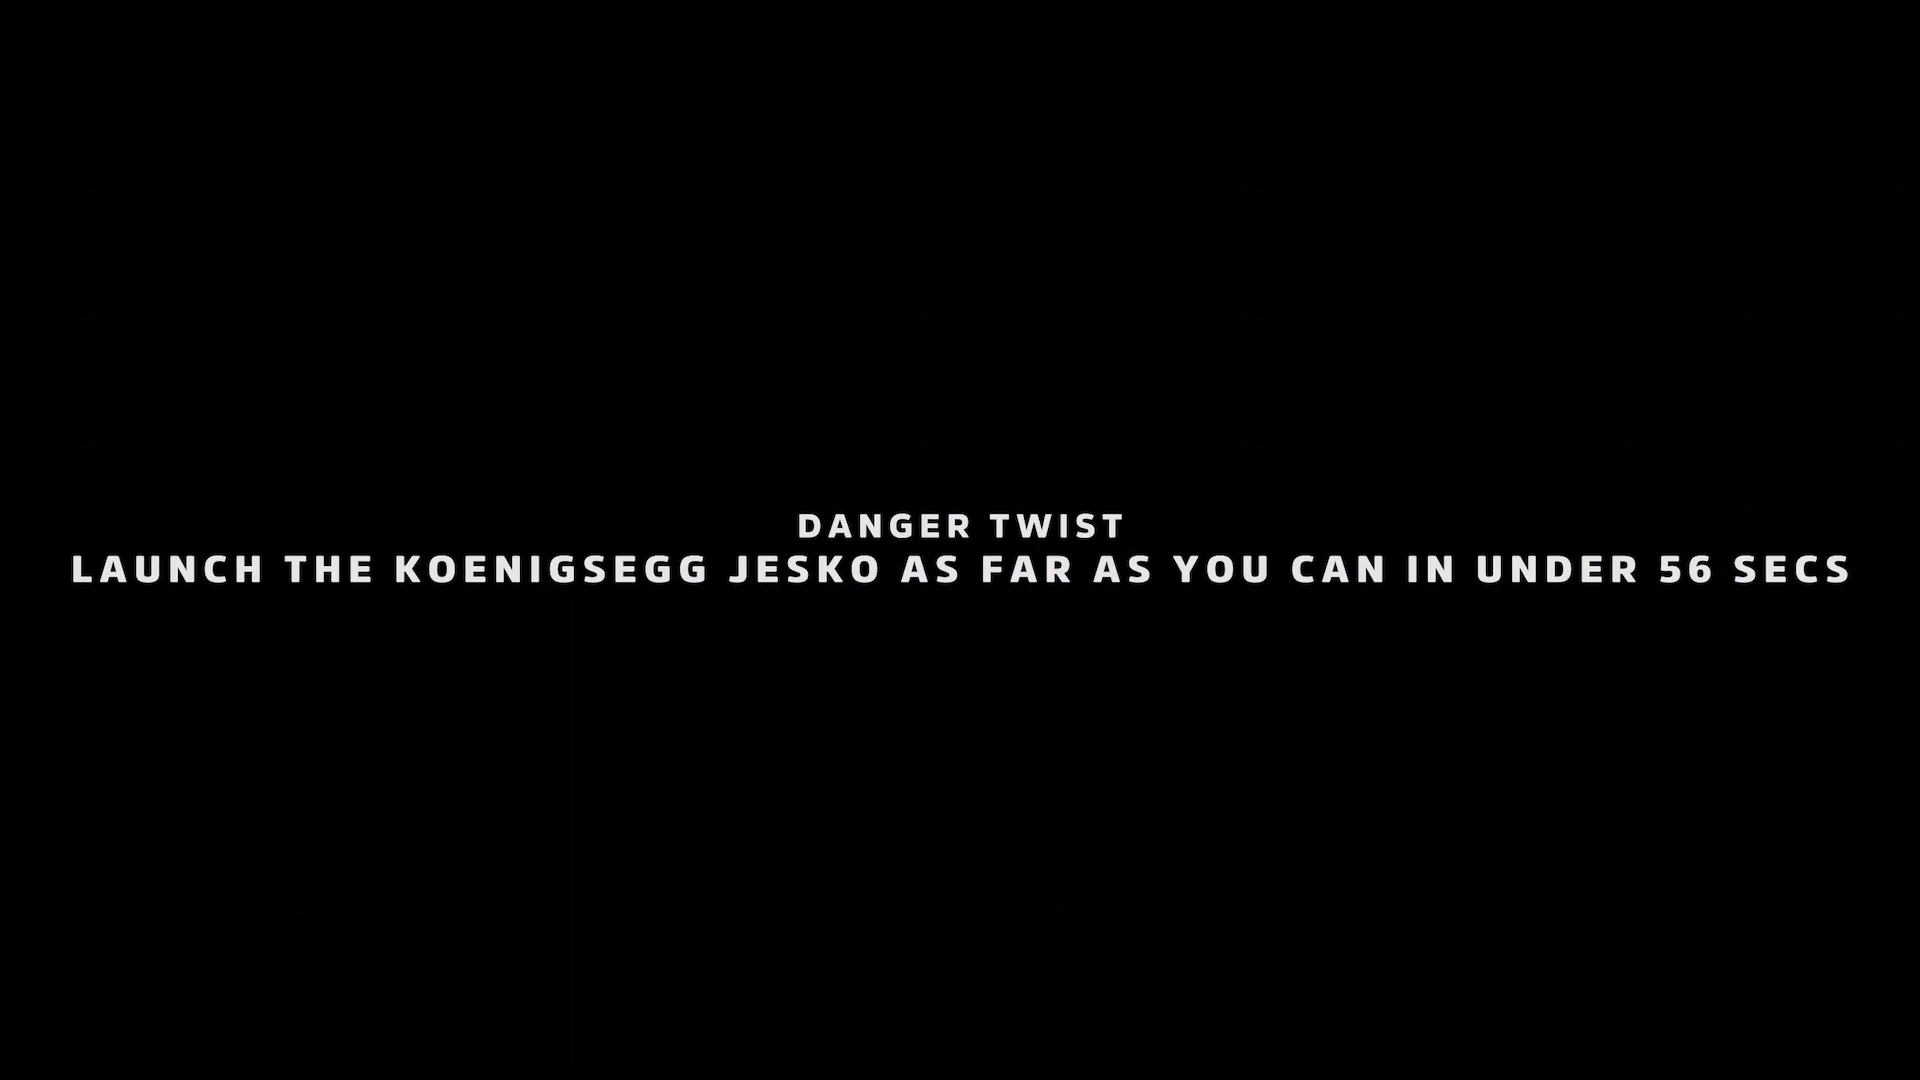 DANGER TWIST
LAUNCH THE KOENIGSEGG JESKO AS FAR AS YOU CAN IN UNDER 56 SECS